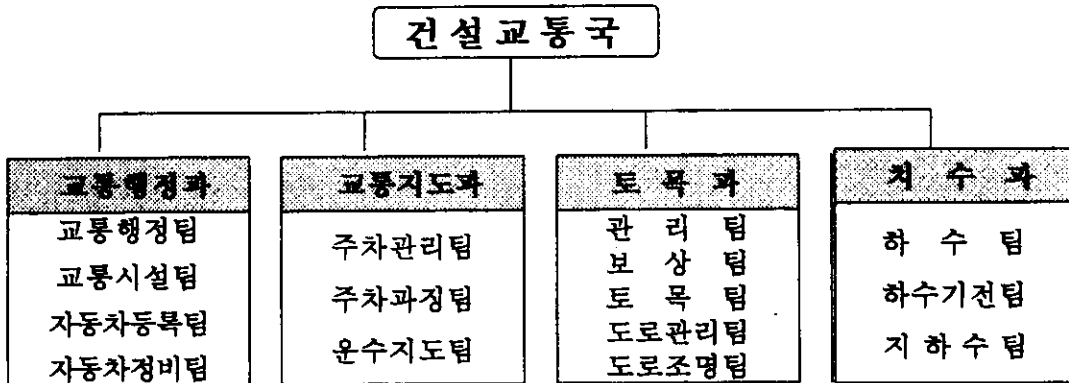 건설교통국
교통행정과
교통행정팀
교통시설팀
자동차등록팀
자동차정비팀
교통지도과
주차관리팀
주차과징팀
운수지도팀
토목과
관리팀
보상팀
토목팀
도로관리팀
도로조명팀
치수과
하수팀
하수기전팀
지하수팀